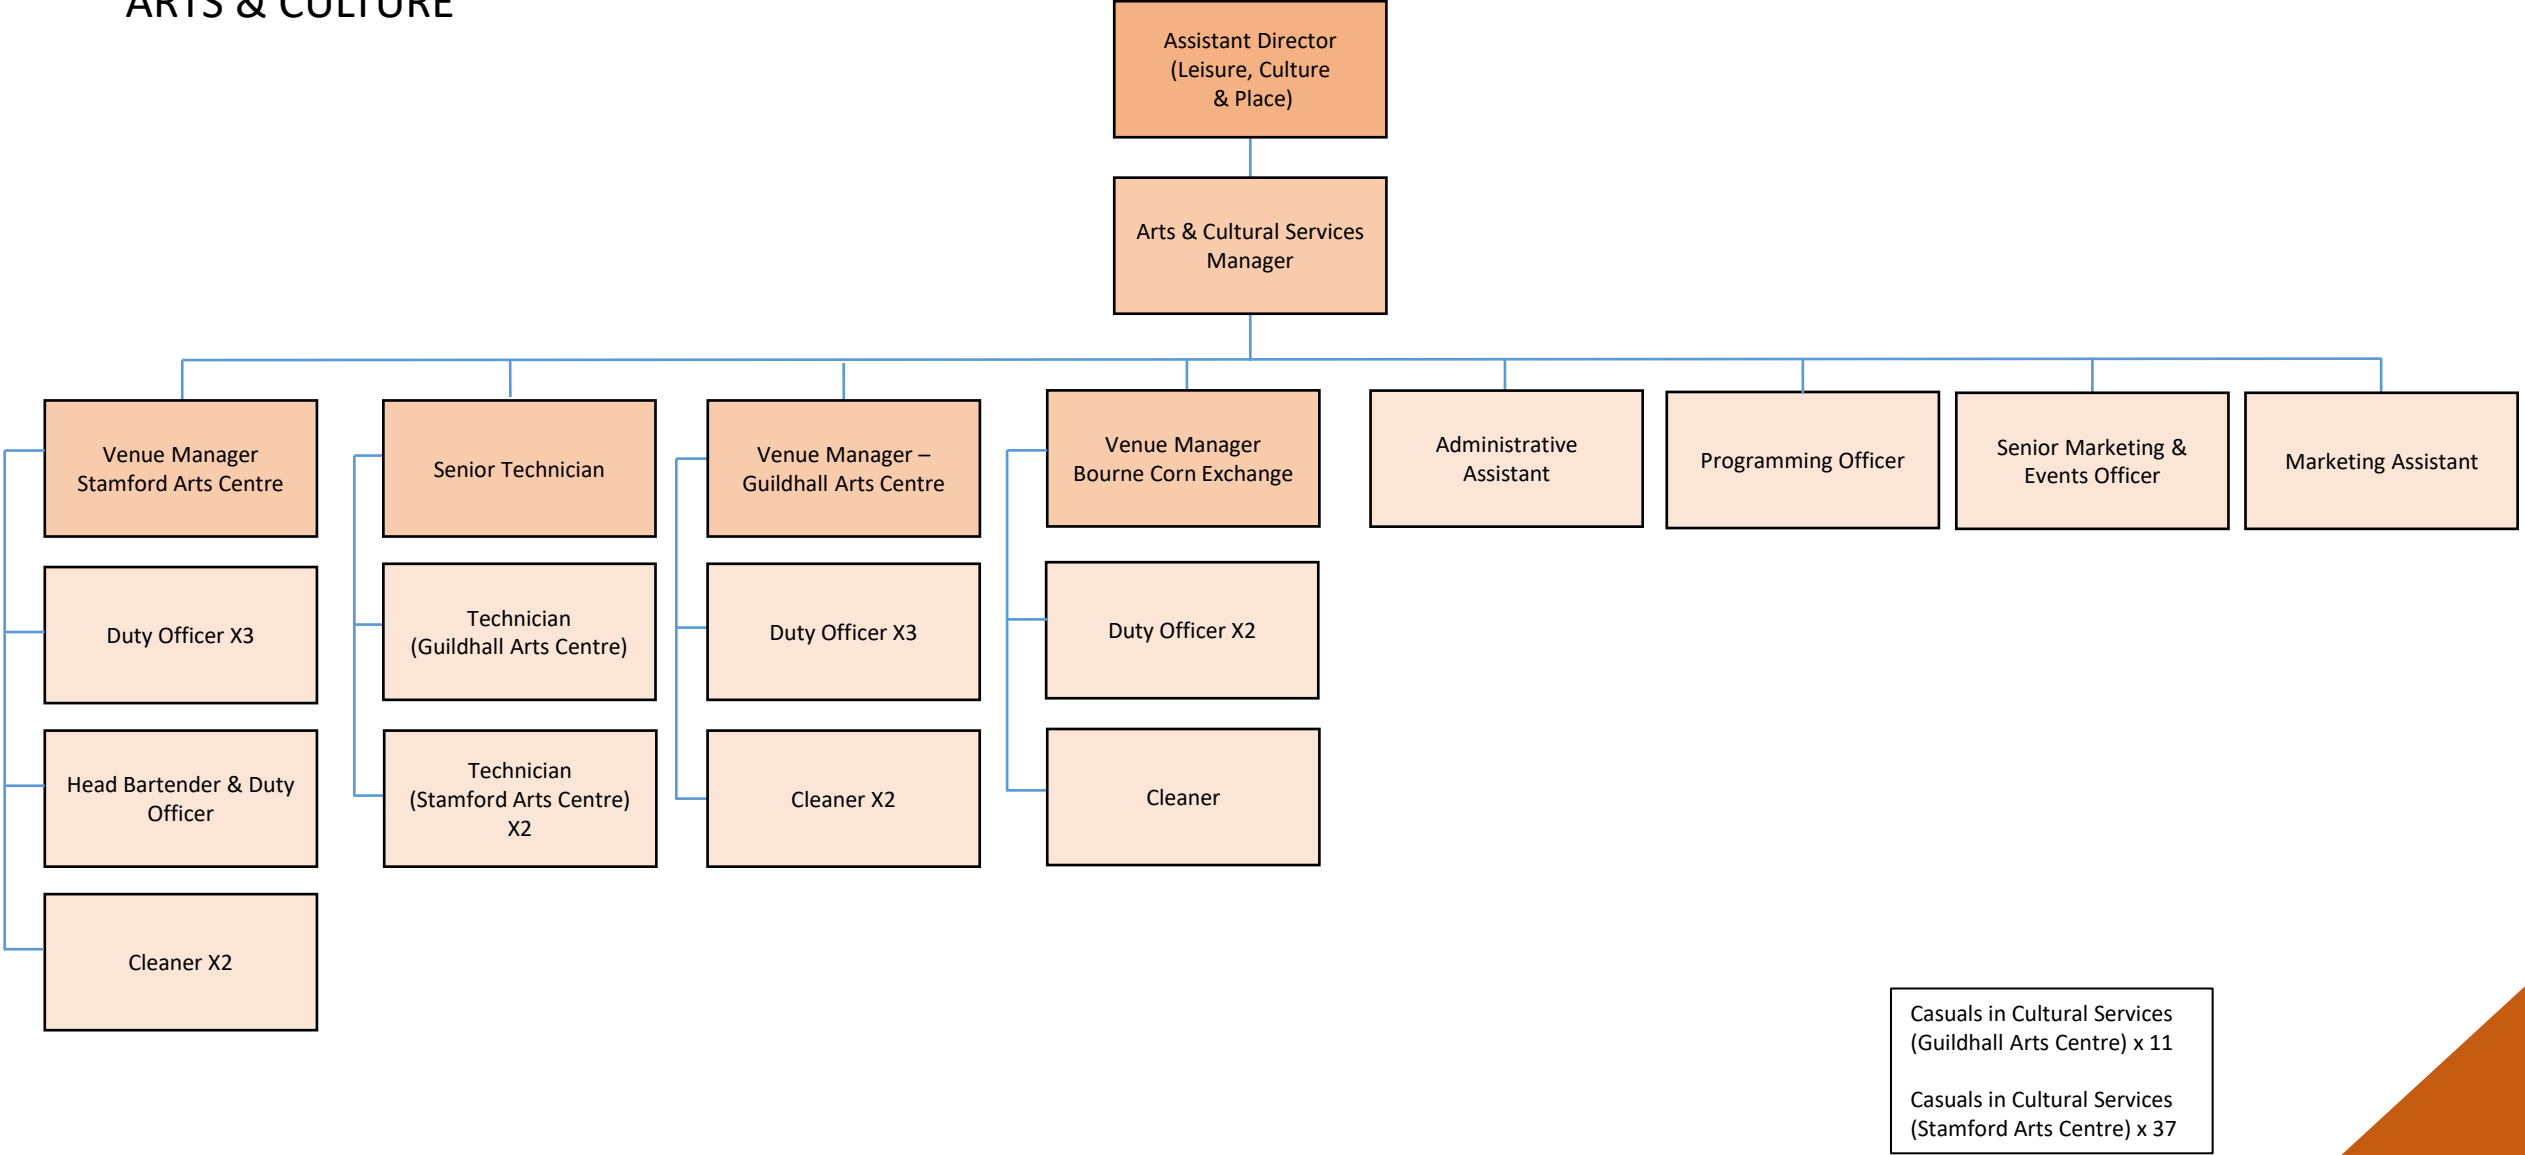 ARTS & CULTURE
Assistant Director
(Leisure, Culture
& Place)
Arts & Cultural Services
Manager
Venue Manager
Stamford Arts Centre
Senior Technician
Venue Manager –
Guildhall Arts Centre
Venue Manager
Bourne Corn Exchange
Administrative
Assistant
Programming Officer
Senior Marketing &
Events Officer
Marketing Assistant
Duty Officer X3
Technician
(Guildhall Arts Centre)
Duty Officer X3
Duty Officer X2
Head Bartender & Duty
Officer
Technician
(Stamford Arts Centre)
X2
Cleaner X2
Cleaner
Cleaner X2
Casuals in Cultural Services
(Guildhall Arts Centre) x 11
Casuals in Cultural Services
(Stamford Arts Centre) x 37